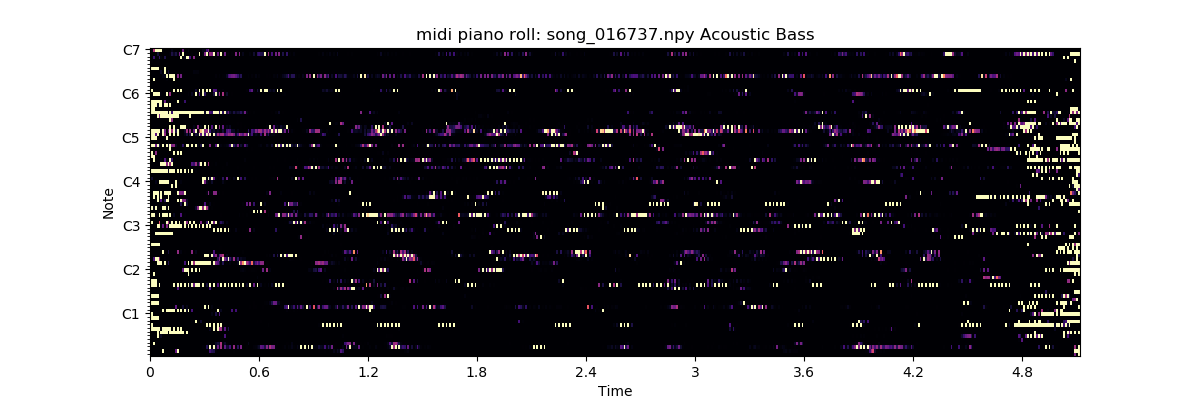 midi piano roll: song_016737.npy Acoustic Bass
C7
C6
C5
C4
C3
C2
C1
Note
0 0.6 1.2 1.8 2.4 3 3.6 4.2 4.8
Time